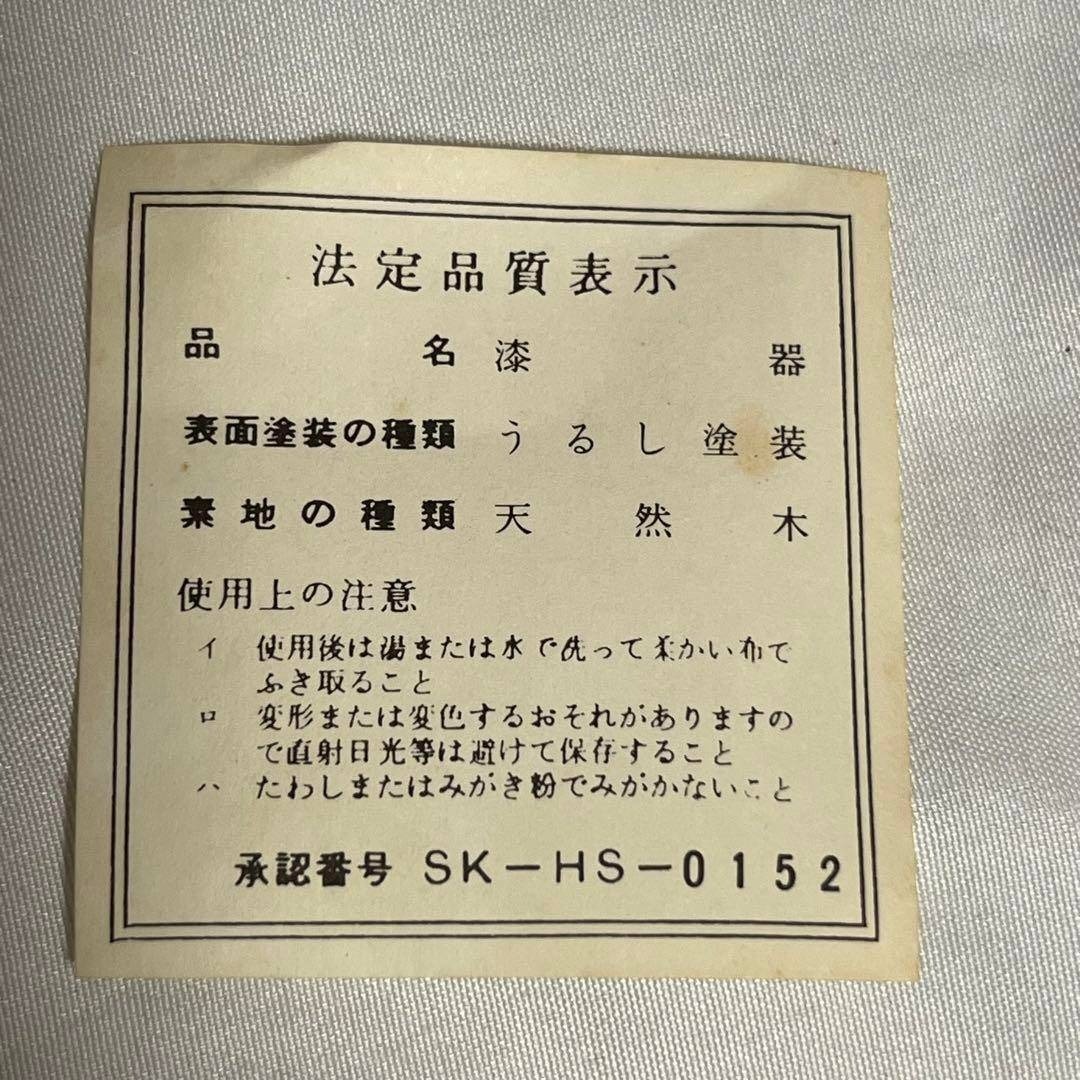 法定品質表示
品名 漆器
表面塗装の種類 うるし塗装
素地の種類 天然木
使用上の注意
イ 使用後は湯または水で洗って柔かい布で
ふき取ること
ロ 変形または変色するおそれがありますの
で直射日光等は避けて保存すること
ハ たわしまたはみがき粉でみがかないこと
承認番号 SK-HS-0152